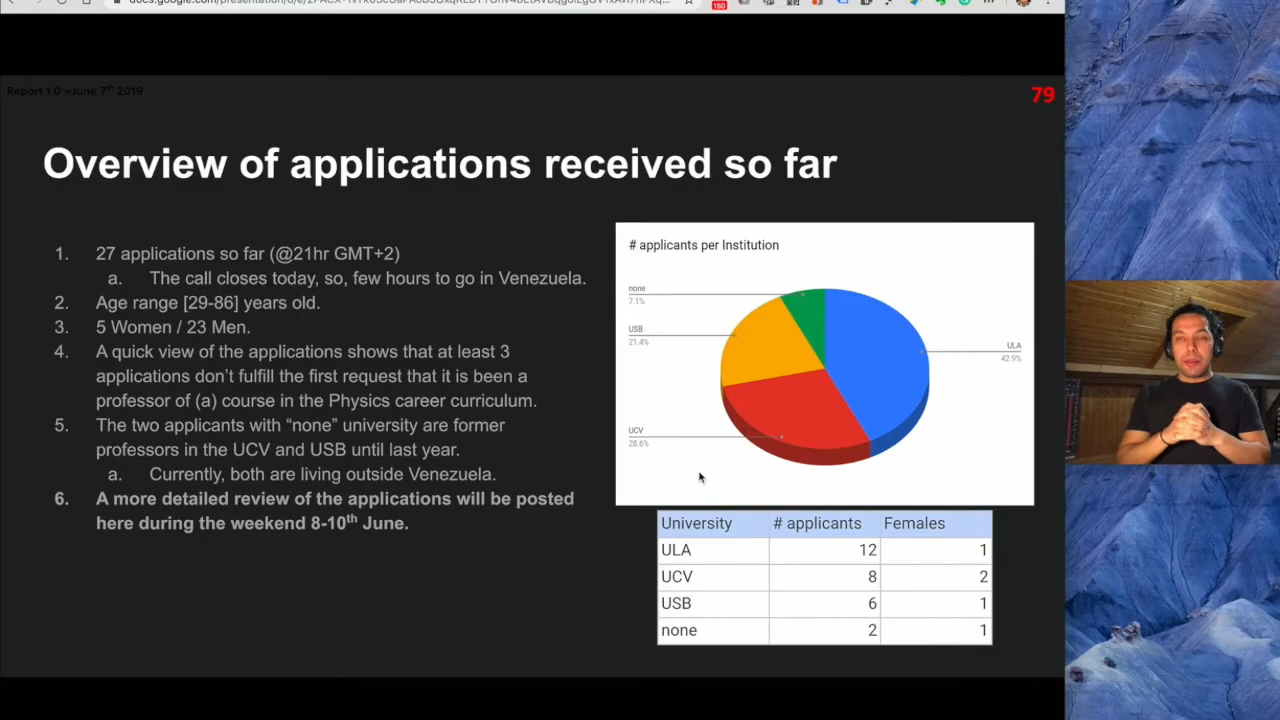 150
Report 1.0 - June 7th 2019
79
Overview of applications received so far
1. 27 applications so far (@21hr GMT+2)
a. The call closes today, so, few hours to go in Venezuela.
2. Age range [29-86] years old.
3. 5 Women / 23 Men.
4. A quick view of the applications shows that at least 3
applications don't fulfill the first request that it is been a
professor of (a) course in the Physics career curriculum.
5. The two applicants with “none” university are former
professors in the UCV and USB until last year.
a. Currently, both are living outside Venezuela.
6. A more detailed review of the applications will be posted
here during the weekend 8-10th June.
# applicants per Institution
none
7.1%
USB
21.4%
ULA
42.9%
UCV
28.6%
University # applicants Females
ULA 12 1
UCV 8 2
USB 6 1
none 2 1